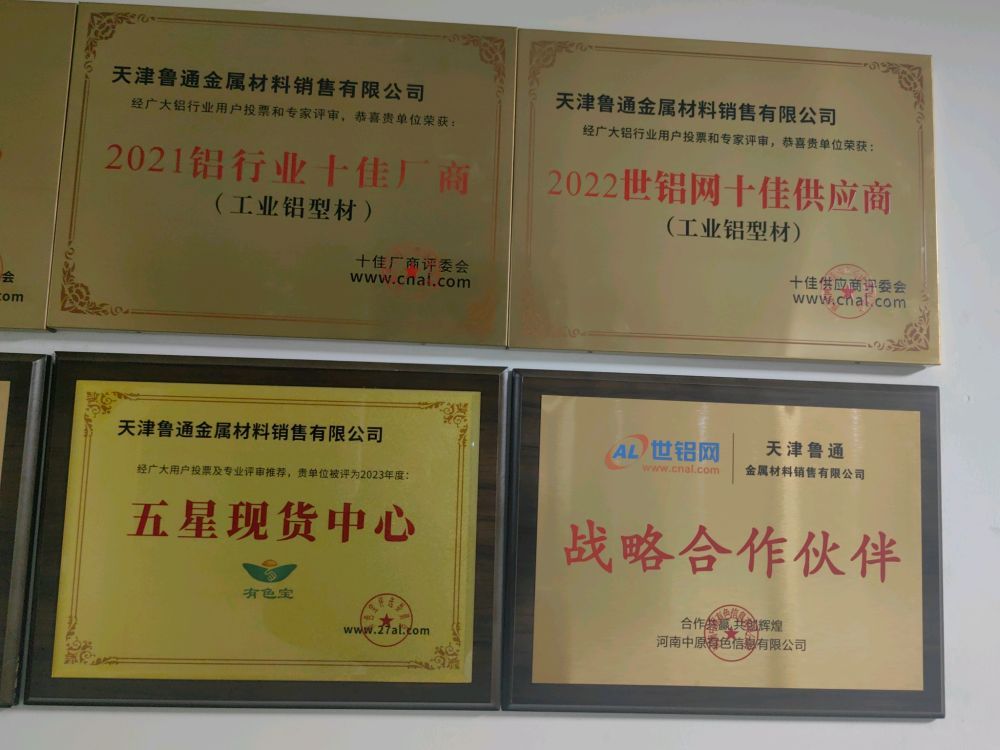 天津鲁通金属材料销售有限公司
经广大铝行业用户投票和专家评审，恭喜贵单位荣获：
2021铝行业十佳厂商
（工业铝型材）
十佳厂商评委会
www.cnal.com
天津鲁通金属材料销售有限公司
经广大铝行业用户投票和专家评审，恭喜贵单位荣获：
2022世铝网十佳供应商
（工业铝型材）
十佳供应商评委会
www.cnal.com
会
com
天津鲁通金属材料销售有限公司
经广大用户投票及专业评审推荐，贵单位被评为2023年度：
五星现货中心
有色宝
www.27al.com
AL 世铝网
www.cnal.com
天津鲁通
金属材料销售有限公司
战略合作伙伴
合作共赢 共创辉煌
河南中原有色信息有限公司